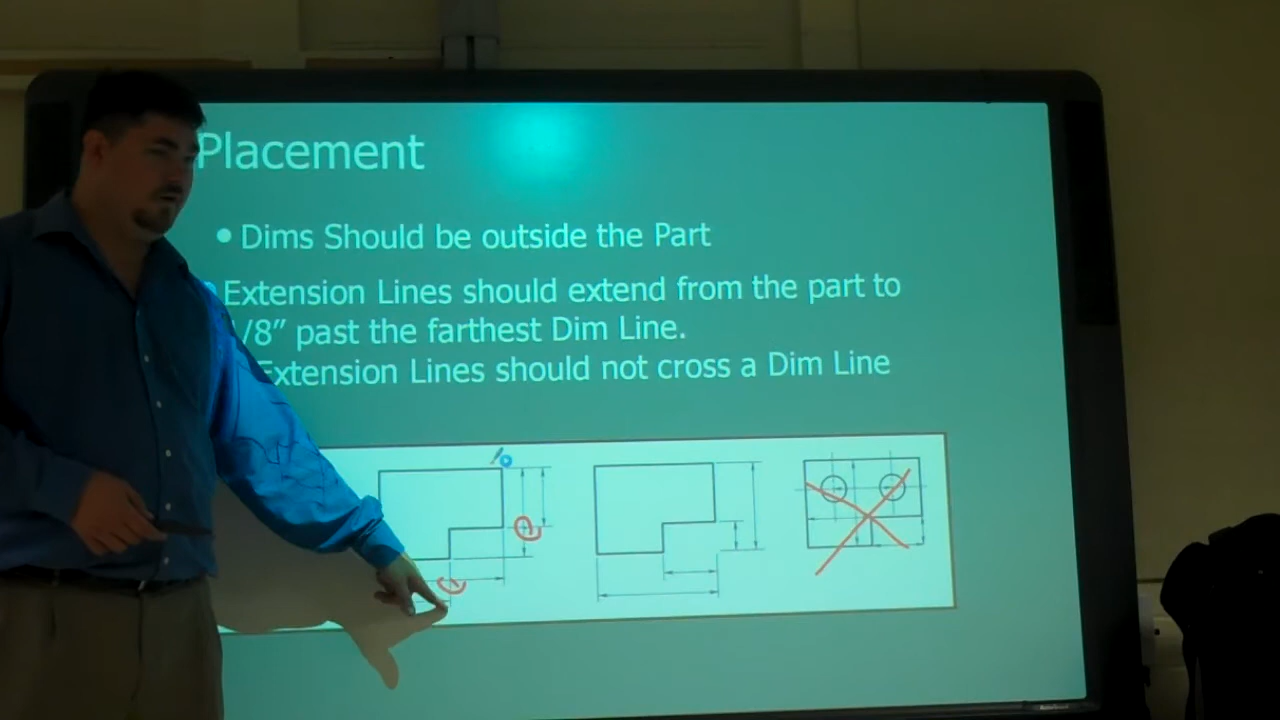 Placement
Dims Should be outside the Part
Extension Lines should extend from the part to
/8” past the farthest Dim Line.
Extension Lines should not cross a Dim Line